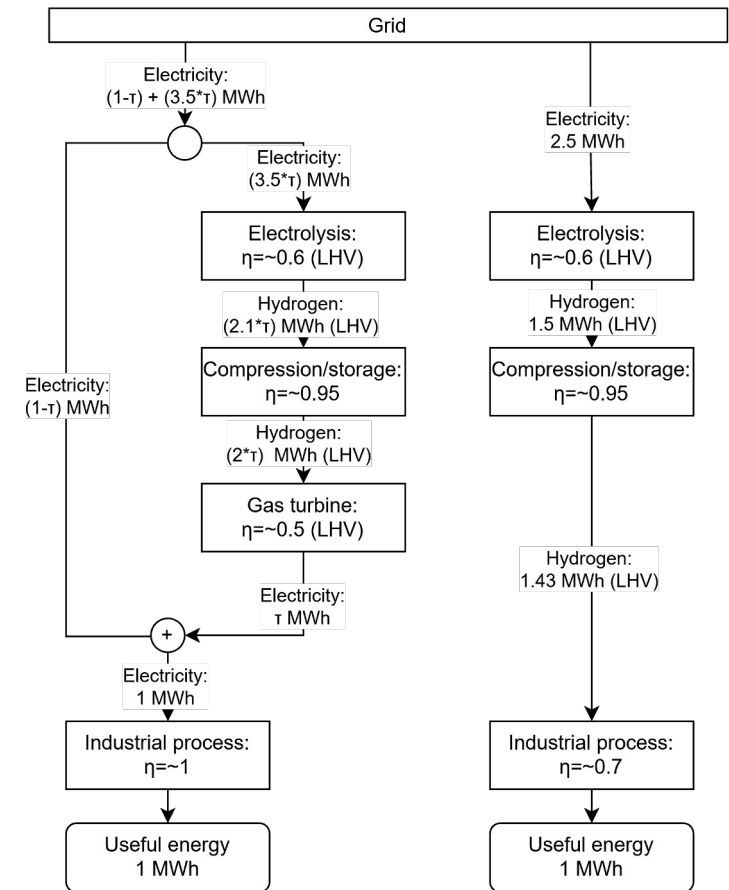 Grid
Electricity:
(1-τ) + (3.5*τ) MWh
Electricity:
2.5 MWh
Electricity:
(3.5*τ) MWh
Electrolysis:
η=~0.6 (LHV)
Electrolysis:
η=~0.6 (LHV)
Hydrogen:
(2.1*τ) MWh (LHV)
Hydrogen:
1.5 MWh (LHV)
Compression/storage:
η=~0.95
Compression/storage:
η=~0.95
Electricity:
(1-τ) MWh
Hydrogen:
(2*τ)  MWh (LHV)
Gas turbine:
η=~0.5 (LHV)
Hydrogen:
1.43 MWh (LHV)
Electricity:
τ MWh
+
Electricity:
1 MWh
Industrial process:
η=~1
Industrial process:
η=~0.7
Useful energy
1 MWh
Useful energy
1 MWh